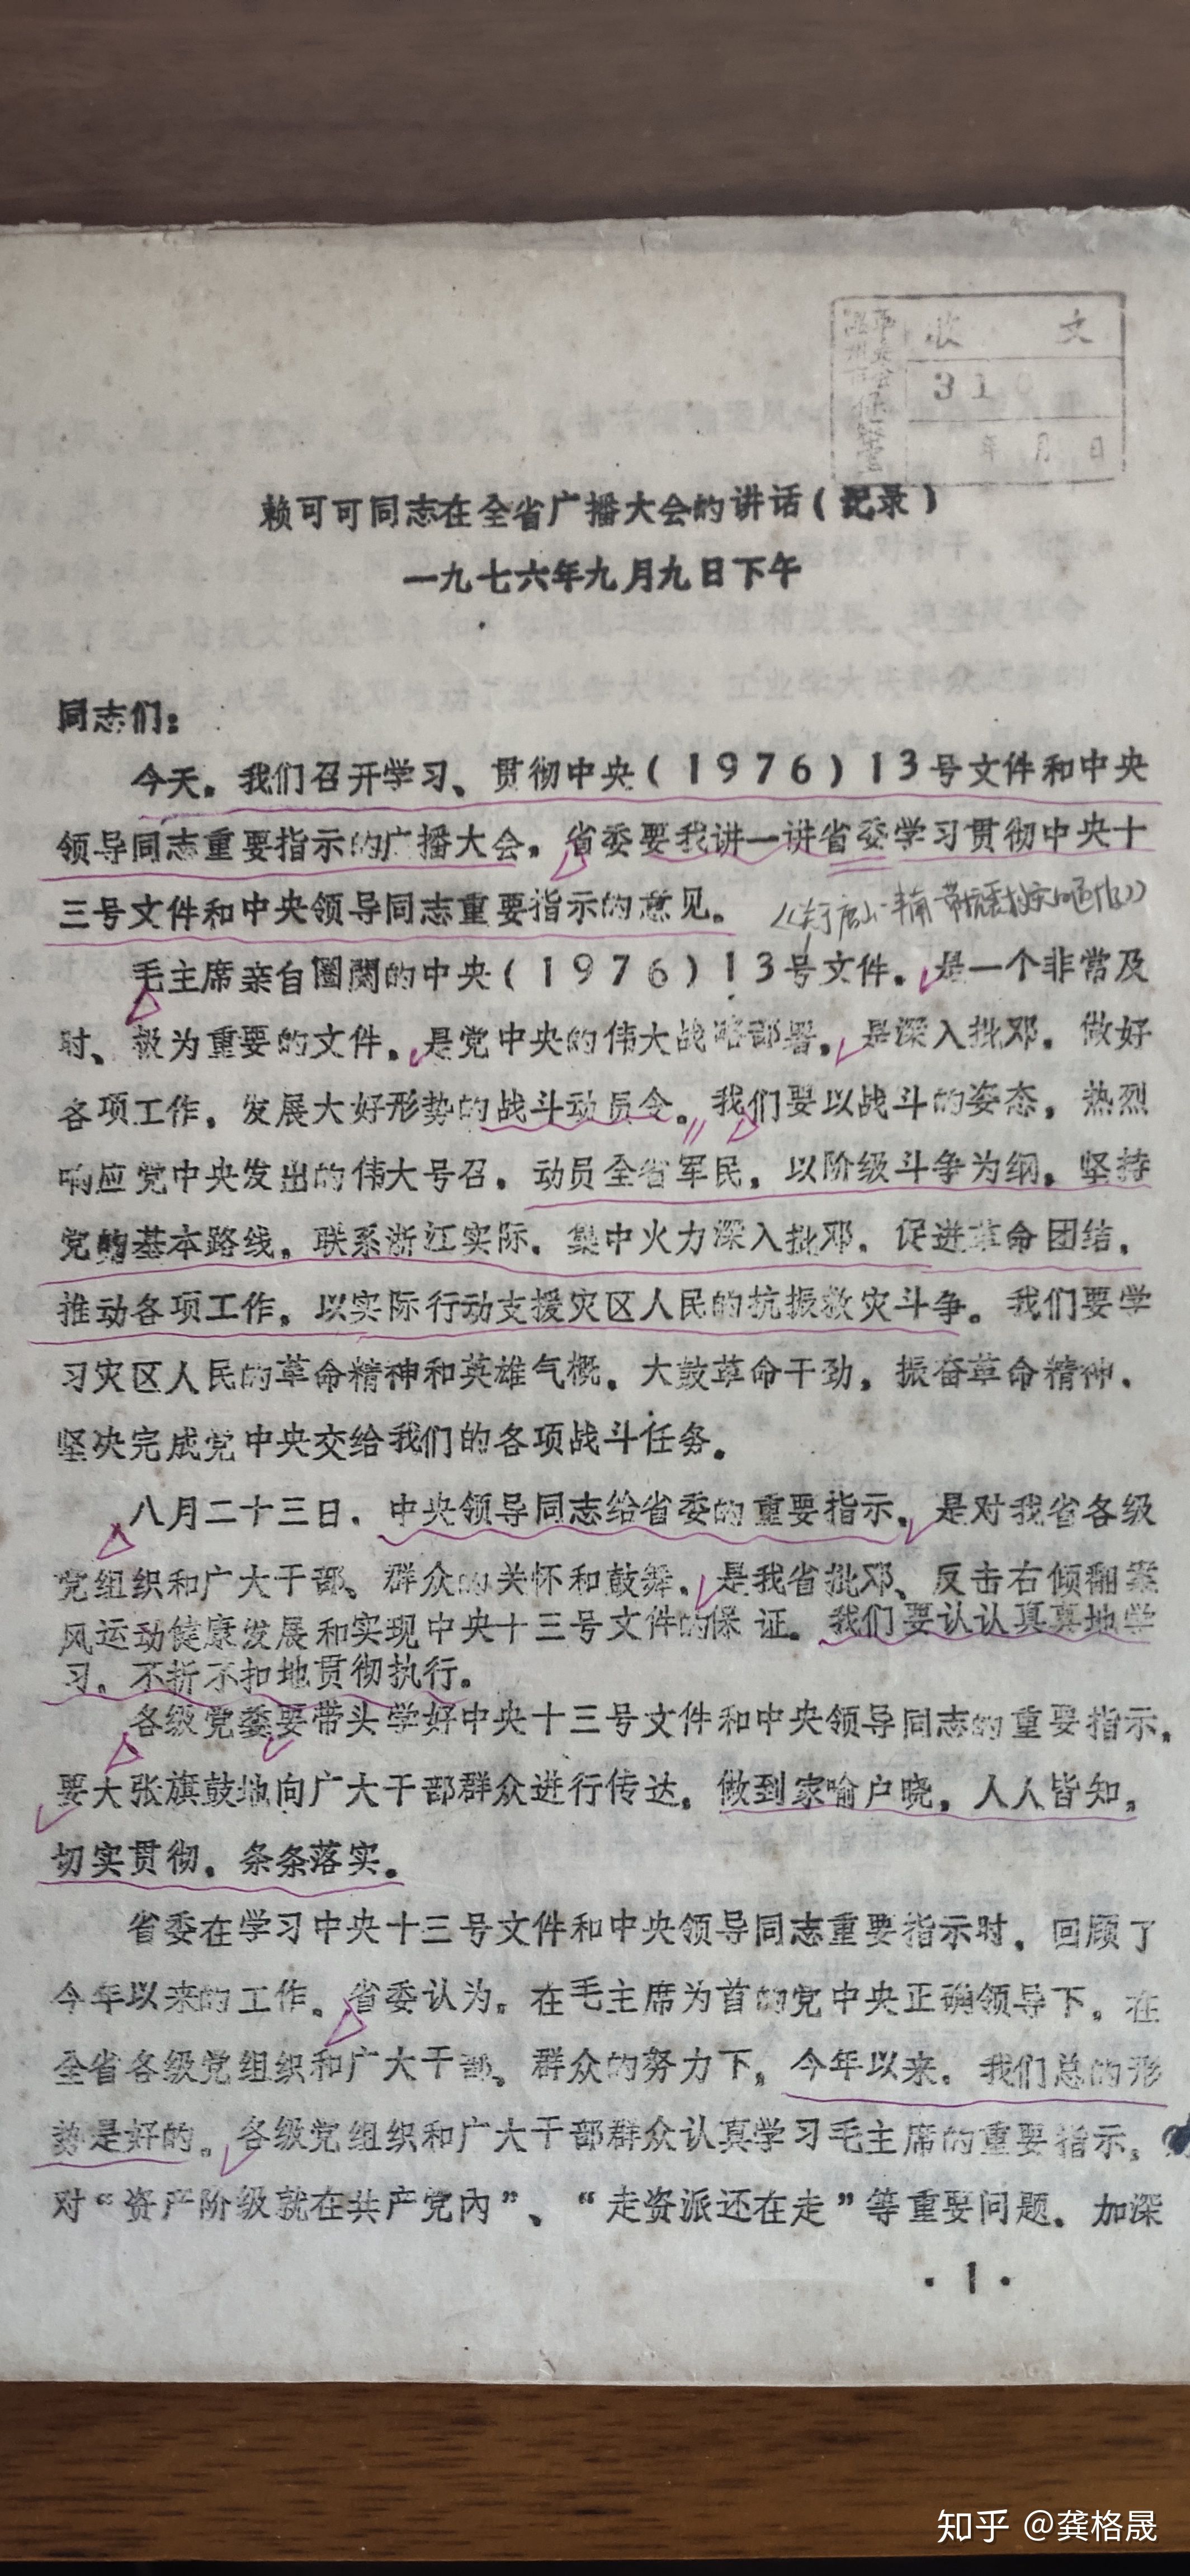 收 文
310
年 月 日
赖可可同志在全省广播大会的讲话(记录)
一九七六年九月九日下午
同志们:
今天,我们召开学习、贯彻中央(1976)13号文件和中央
领导同志重要指示的广播大会,省委要我讲一讲省委学习贯彻中央十
三号文件和中央领导同志重要指示的意见。
毛主席亲自圈阅的中央(1976)13号文件,是一个非常及
时、极为重要的文件,是党中央的伟大战略部署,是深入批邓,做好
各项工作,发展大好形势的战斗动员令。我们要以战斗的姿态,热烈
响应党中央发出的伟大号召,动员全省军民,以阶级斗争为纲,坚持
党的基本路线,联系浙江实际,集中火力深入批邓,促进革命团结,
推动各项工作,以实际行动支援灾区人民的抗振救灾斗争。我们要学
习灾区人民的革命精神和英雄气概,大鼓革命干劲,振奋革命精神,
坚决完成党中央交给我们的各项战斗任务。
八月二十三日,中央领导同志给省委的重要指示,是对我省各级
党组织和广大干部、群众的关怀和鼓舞,是我省批邓、反击右倾翻案
风运动健康发展和实现中央十三号文件的保证。我们要认认真真地学
习,不折不扣地贯彻执行。
各级党委要带头学好中央十三号文件和中央领导同志的重要指示,
要大张旗鼓地向广大干部群众进行传达,做到家喻户晓,人人皆知,
切实贯彻,条条落实。
省委在学习中央十三号文件和中央领导同志重要指示时,回顾了
今年以来的工作。省委认为,在毛主席为首的党中央正确领导下,在
全省各级党组织和广大干部、群众的努力下,今年以来,我们总的形
势是好的。各级党组织和广大干部群众认真学习毛主席的重要指示,
对“资产阶级就在共产党内”、“走资派还在走”等重要问题,加深
·1·
知乎 @龚格晟